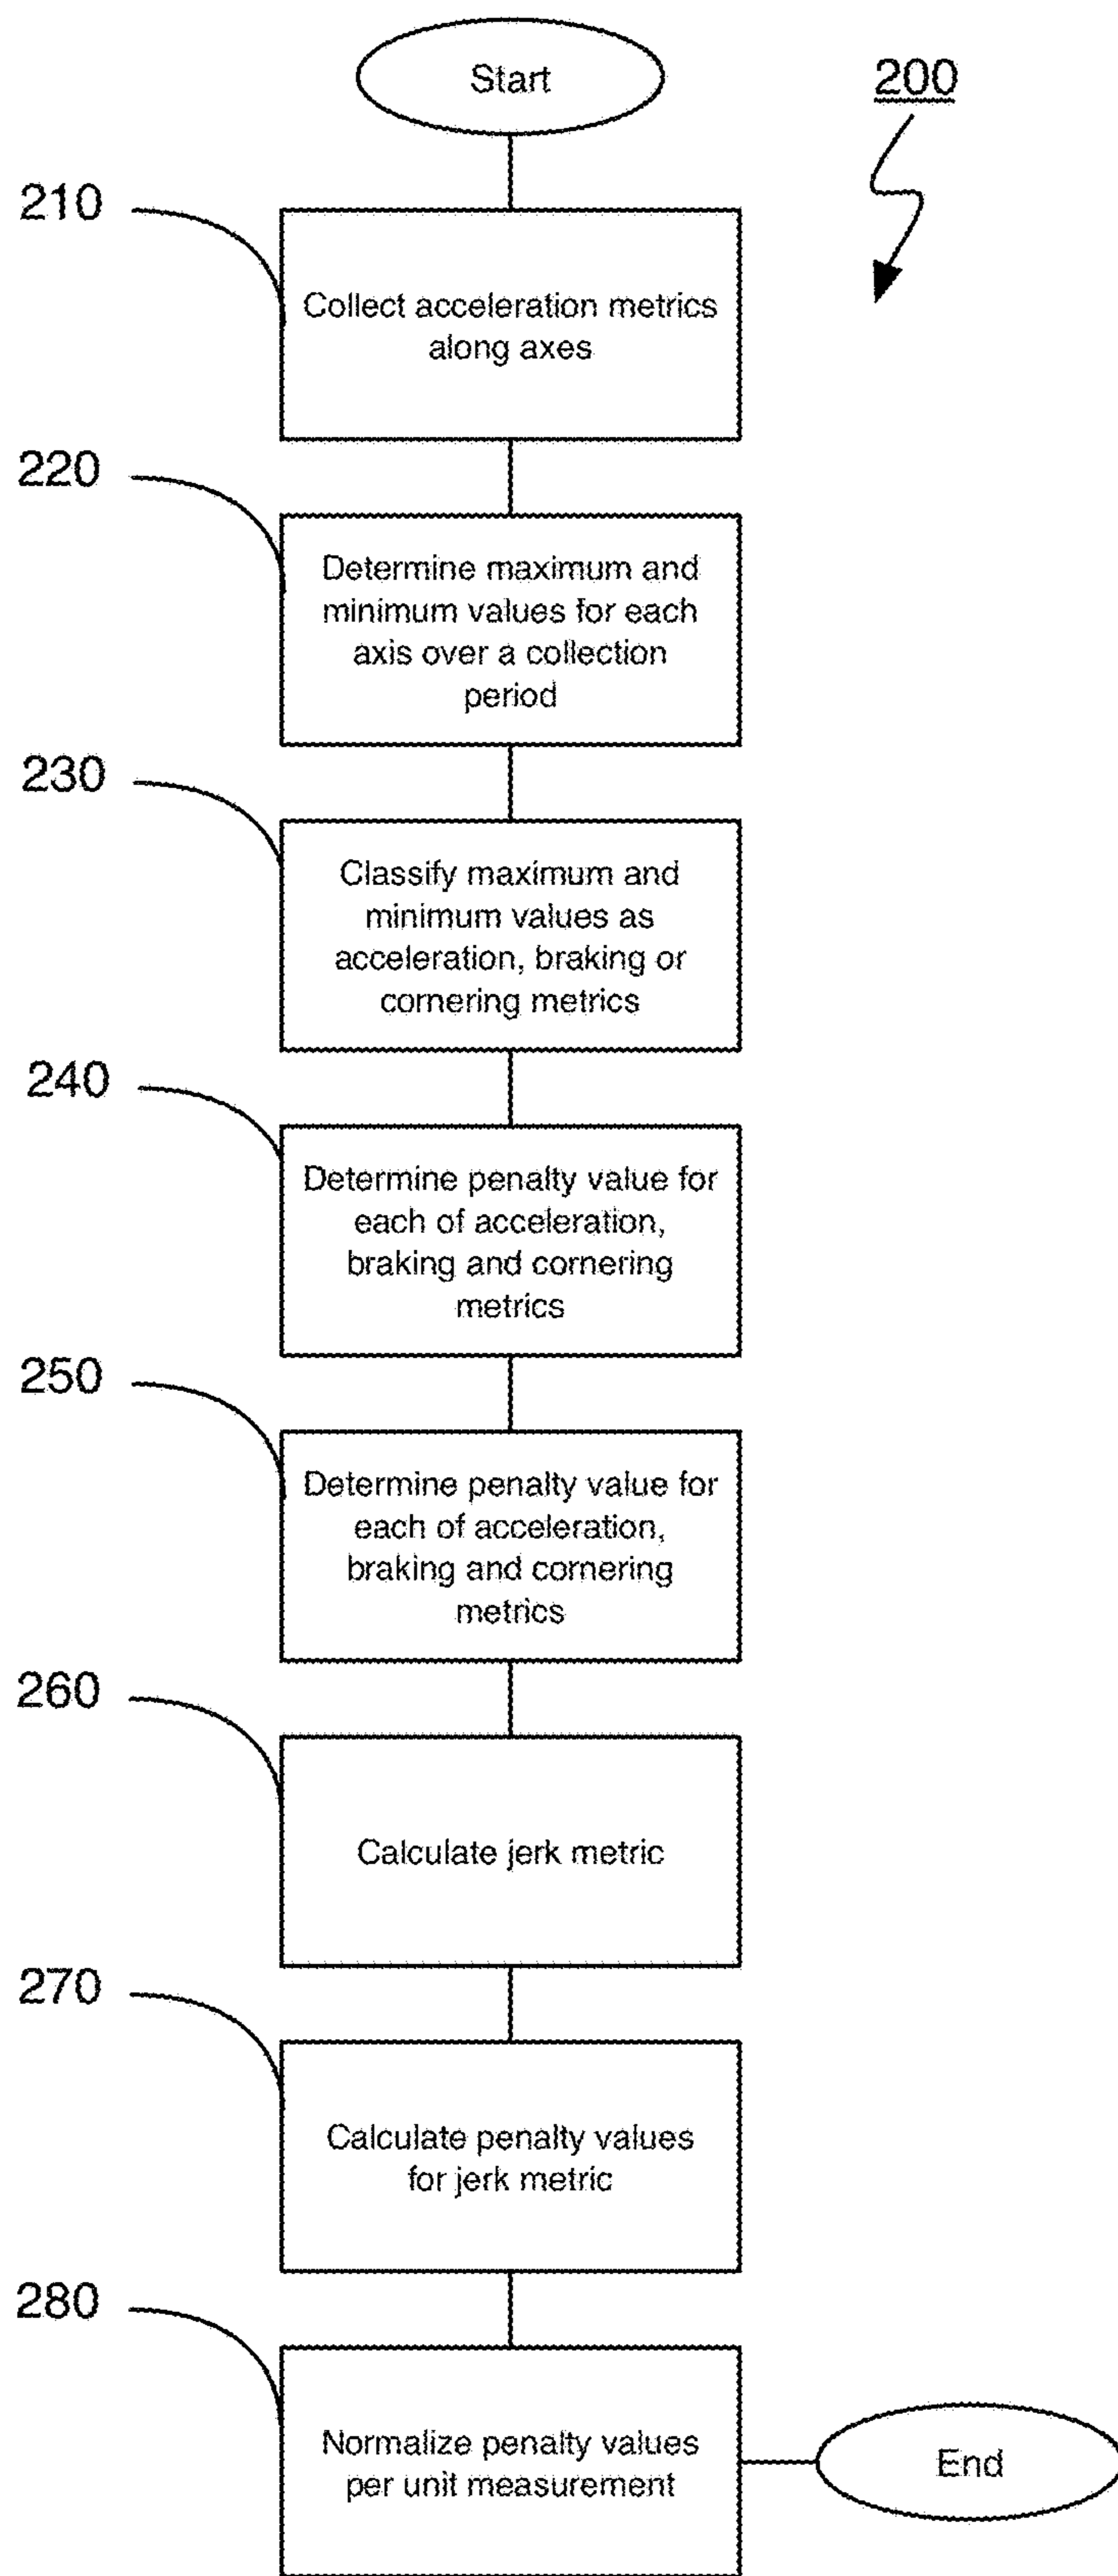 Start
200
210
Collect acceleration metrics
along axes
220
Determine maximum and
minimum values for each
axis over a collection
period
230
Classify maximum and
minimum values as
acceleration, braking or
cornering metrics
240
Determine penalty value for
each of acceleration,
braking and cornering
metrics
250
Determine penalty value for
each of acceleration,
braking and cornering
metrics
260
Calculate jerk metric
270
Calculate penalty values
for jerk metric
280
Normalize penalty values
per unit measurement
End